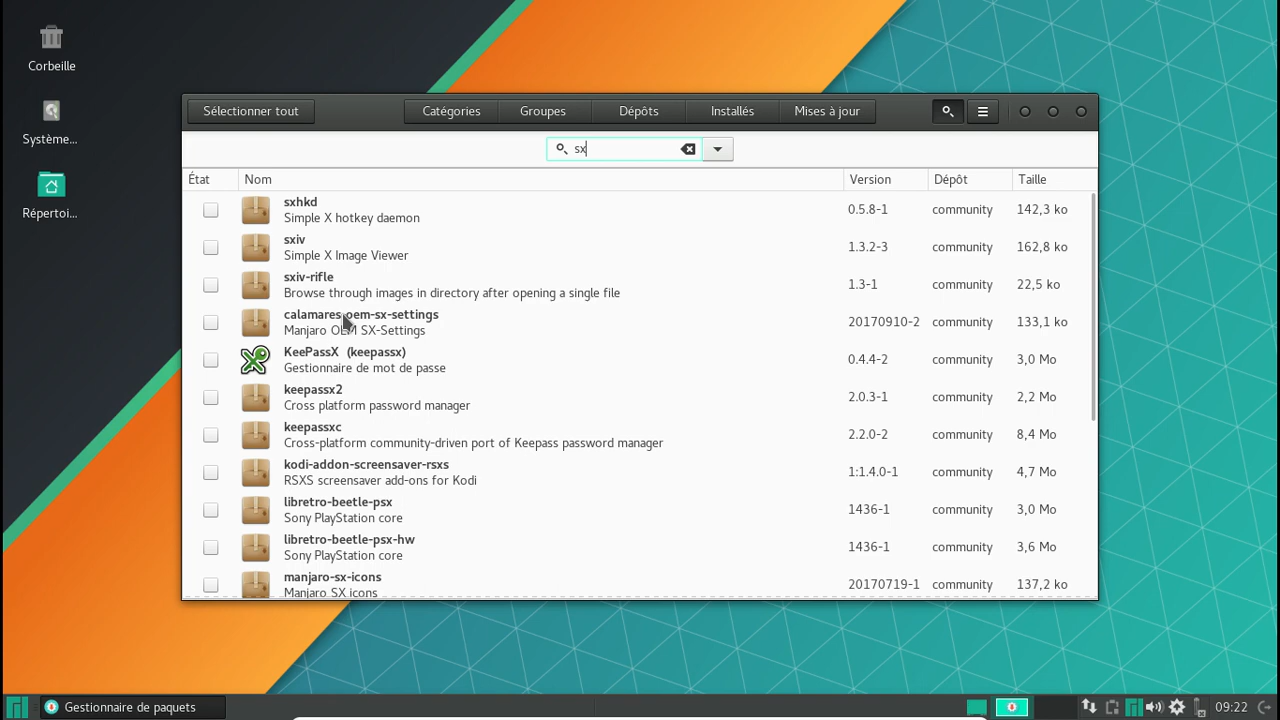 Corbeille
Système...
Répertoi...
Sélectionner tout
Catégories
Groupes
Dépôts
Installés
Mises à jour
sx
État Nom Version Dépôt Taille
sxhkd
Simple X hotkey daemon
0.5.8-1 community 142,3 ko
sxiv
Simple X Image Viewer
1.3.2-3 community 162,8 ko
sxiv-rifle
Browse through images in directory after opening a single file
1.3-1 community 22,5 ko
calamares-oem-sx-settings
Manjaro OEM SX-Settings
20170910-2 community 133,1 ko
KeePassX (keepassx)
Gestionnaire de mot de passe
0.4.4-2 community 3,0 Mo
keepassx2
Cross platform password manager
2.0.3-1 community 2,2 Mo
keepassxc
Cross-platform community-driven port of Keepass password manager
2.2.0-2 community 8,4 Mo
kodi-addon-screensaver-rsxs
RSXS screensaver add-ons for Kodi
1:1.4.0-1 community 4,7 Mo
libretro-beetle-psx
Sony PlayStation core
1436-1 community 3,0 Mo
libretro-beetle-psx-hw
Sony PlayStation core
1436-1 community 3,6 Mo
manjaro-sx-icons
Manjaro SX icons
20170719-1 community 137,2 ko
Gestionnaire de paquets
09:22